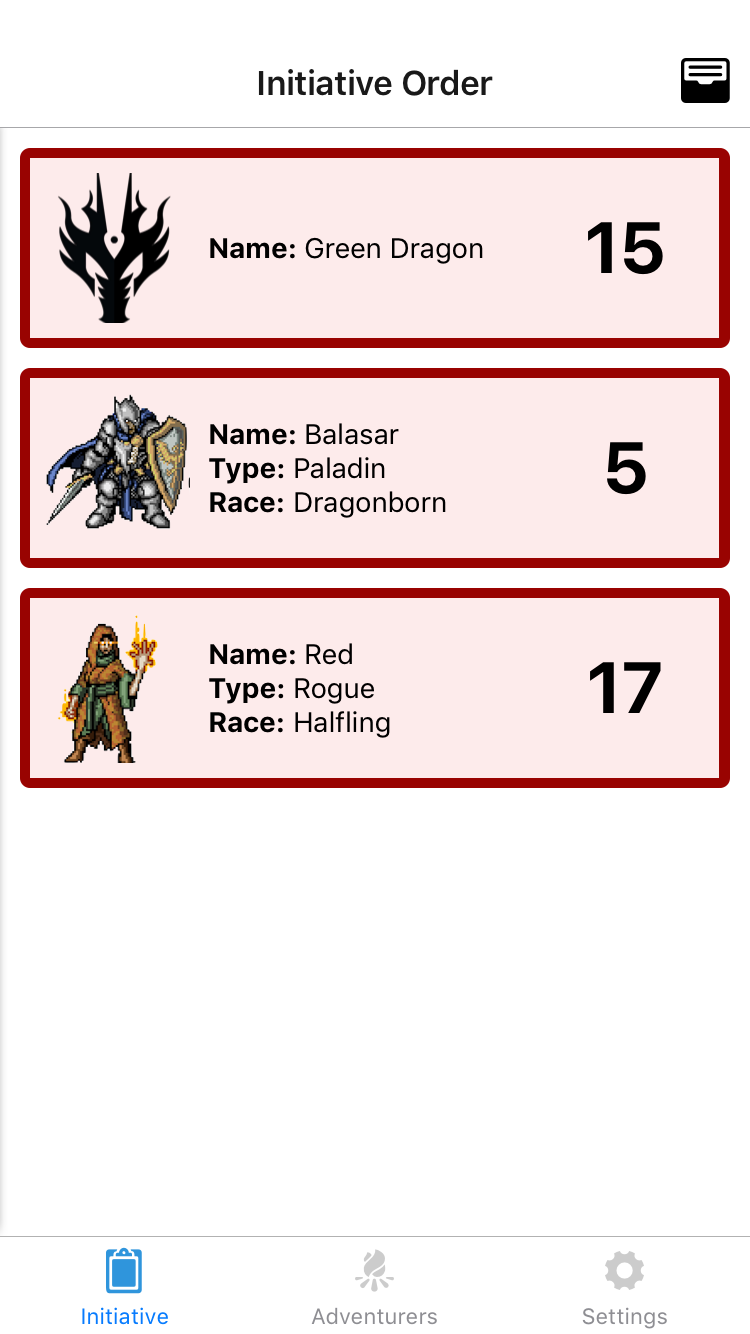 Initiative Order
Name: Green Dragon
15
Name: Balasar
Type: Paladin
Race: Dragonborn
5
Name: Red
Type: Rogue
Race: Halfling
17
Initiative
Adventurers
Settings